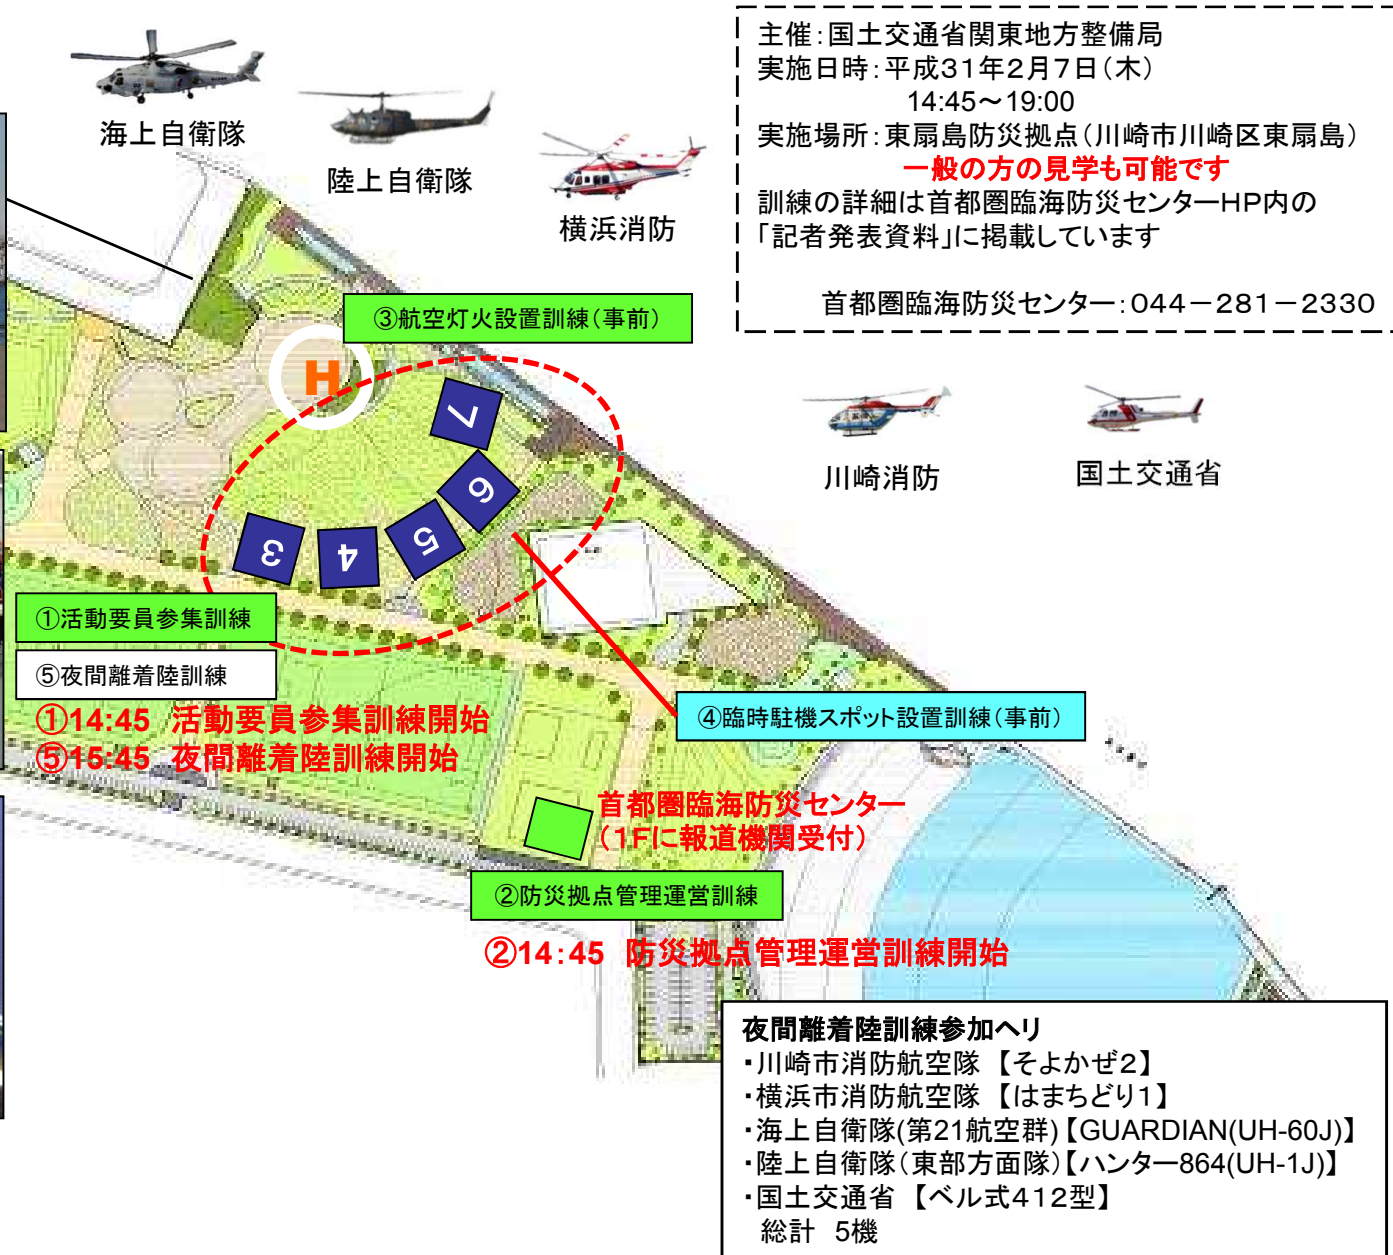 主催：国土交通省関東地方整備局
実施日時：平成３１年２月７日（木）
14:45～19:00
実施場所：東扇島防災拠点（川崎市川崎区東扇島）
一般の方の見学も可能です
訓練の詳細は首都圏臨海防災センターHP内の
「記者発表資料」に掲載しています
首都圏臨海防災センター：０４４－２８１－２３３０
海上自衛隊
陸上自衛隊
横浜消防
川崎消防
国土交通省
③航空灯火設置訓練（事前）
H
7
6
5
4
3
①活動要員参集訓練
⑤夜間離着陸訓練
①14:45 活動要員参集訓練開始
⑤15:45 夜間離着陸訓練開始
④臨時駐機スポット設置訓練（事前）
首都圏臨海防災センター
（１Fに報道機関受付）
②防災拠点管理運営訓練
②14:45 防災拠点管理運営訓練開始
夜間離着陸訓練参加ヘリ
・川崎市消防航空隊 【そよかぜ２】
・横浜市消防航空隊 【はまちどり１】
・海上自衛隊(第21航空群)【GUARDIAN(UH-60J)】
・陸上自衛隊（東部方面隊）【ハンター864(UH-1J)】
・国土交通省 【ベル式４１２型】
総計 5機